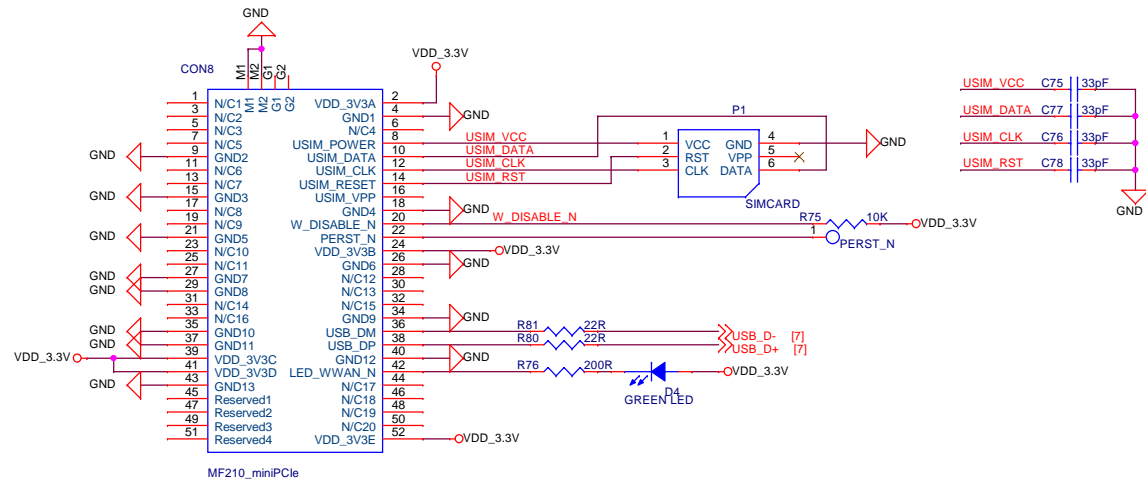 GND
VDD_3.3V
CON8
M1 M2 G1 G2
M1 M2 G1 G2
1 N/C1 VDD_3V3A 2
3 N/C2 GND1 4 GND
5 N/C3 N/C4 6
7 N/C5 USIM_POWER 8 USIM_VCC
GND 9 GND2 USIM_DATA 10 USIM_DATA
11 N/C6 USIM_CLK 12 USIM_CLK
13 N/C7 USIM_RESET 14 USIM_RST
GND 15 GND3 USIM_VPP 16
17 N/C8 GND4 18 GND
19 N/C9 W_DISABLE_N 20 W_DISABLE_N R75 10K VDD_3.3V
GND 21 GND5 PERST_N 22 1 PERST_N
23 N/C10 VDD_3V3B 24 VDD_3.3V
25 N/C11 GND6 26 GND
GND 27 GND7 N/C12 28
GND 29 GND8 N/C13 30
31 N/C14 N/C15 32
33 N/C16 GND9 34 GND
GND 35 GND10 USB_DM 36 R81 22R USB_D- [7]
GND 37 GND11 USB_DP 38 R80 22R USB_D+ [7]
VDD_3.3V 39 VDD_3V3C GND12 40 GND
41 VDD_3V3D LED_WWAN_N 42 R76 200R D4 VDD_3.3V
GREEN LED
GND 43 GND13 N/C17 44
45 Reserved1 N/C18 46
47 Reserved2 N/C19 48
49 Reserved3 N/C20 50
51 Reserved4 VDD_3V3E 52 VDD_3.3V
MF210_miniPCIe
P1
1 VCC GND 4 GND
2 RST VPP 5
3 CLK DATA 6
SIMCARD
USIM_VCC C75 33pF
USIM_DATA C77 33pF
USIM_CLK C76 33pF
USIM_RST C78 33pF
GND